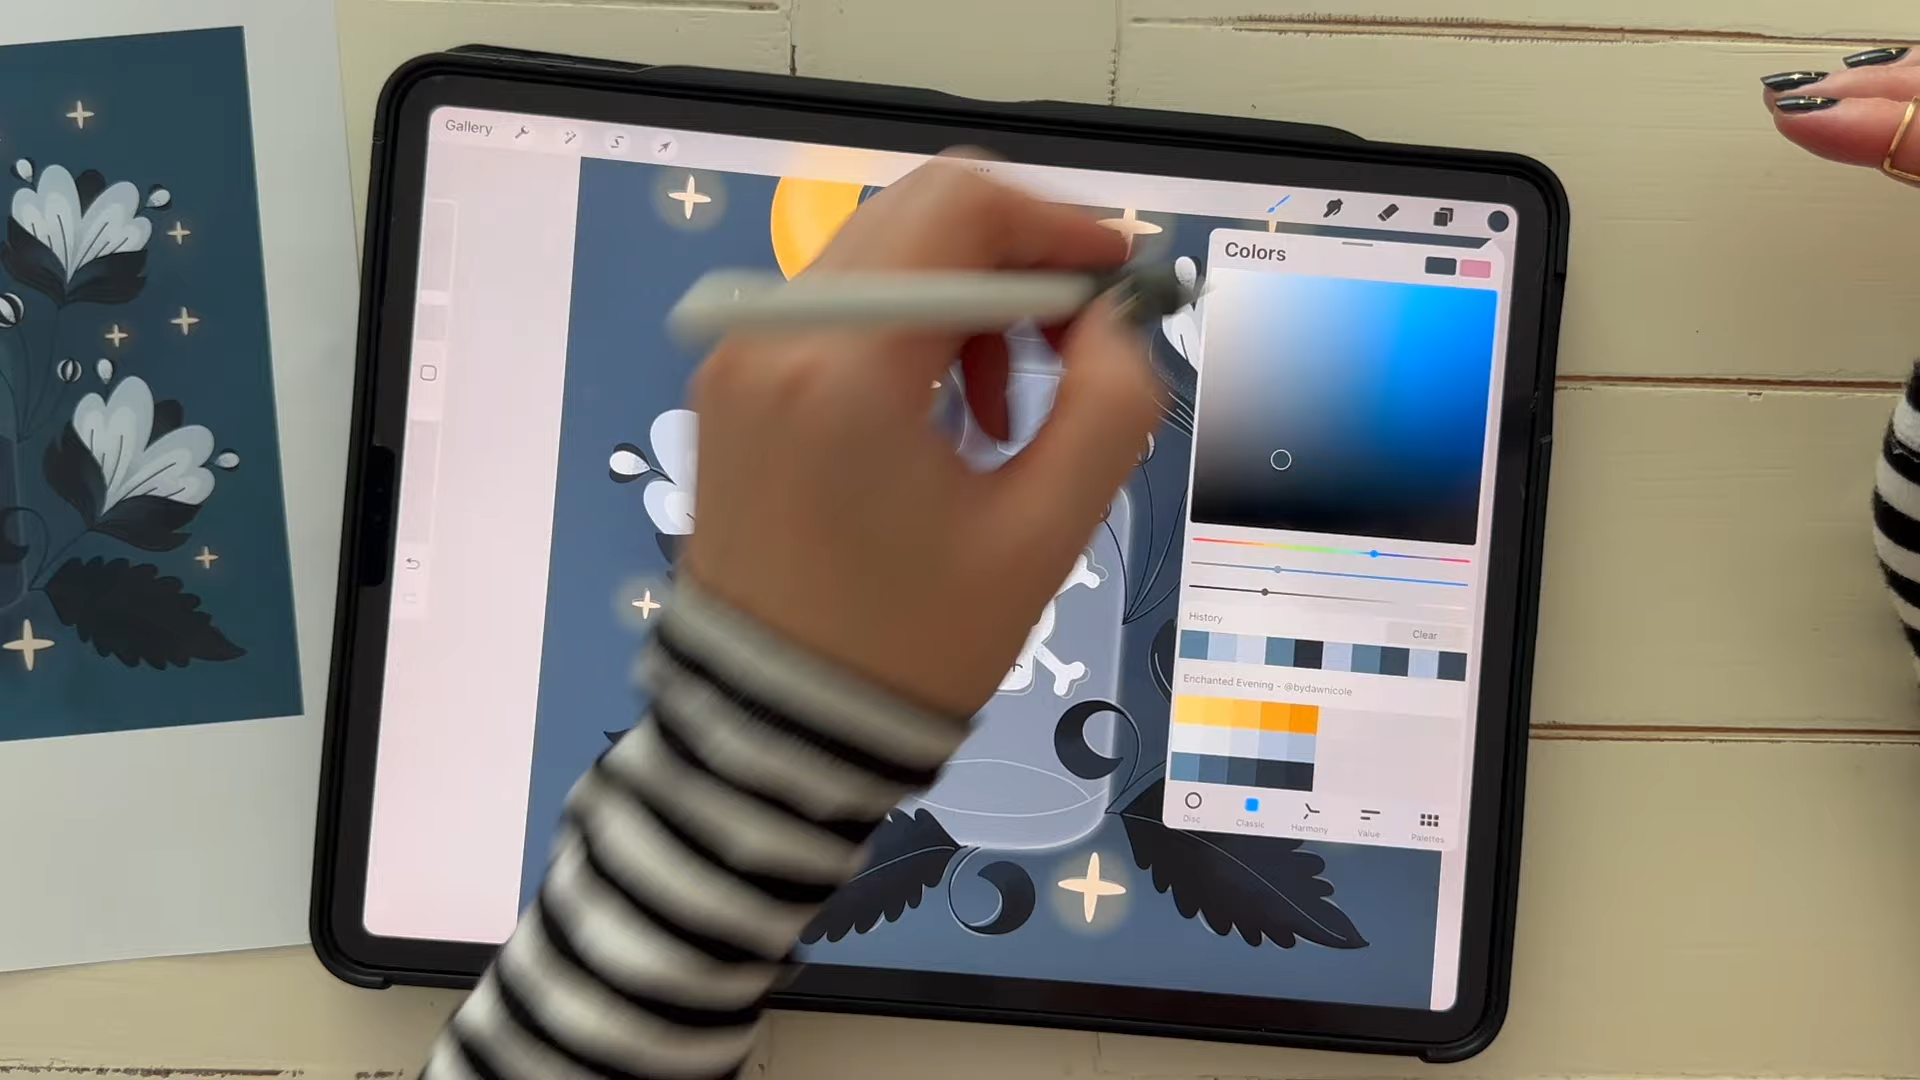 Gallery
Colors
History
Clear
Enchanted Evening - @bydawnicole
Disc
Classic
Harmony
Value
Palettes